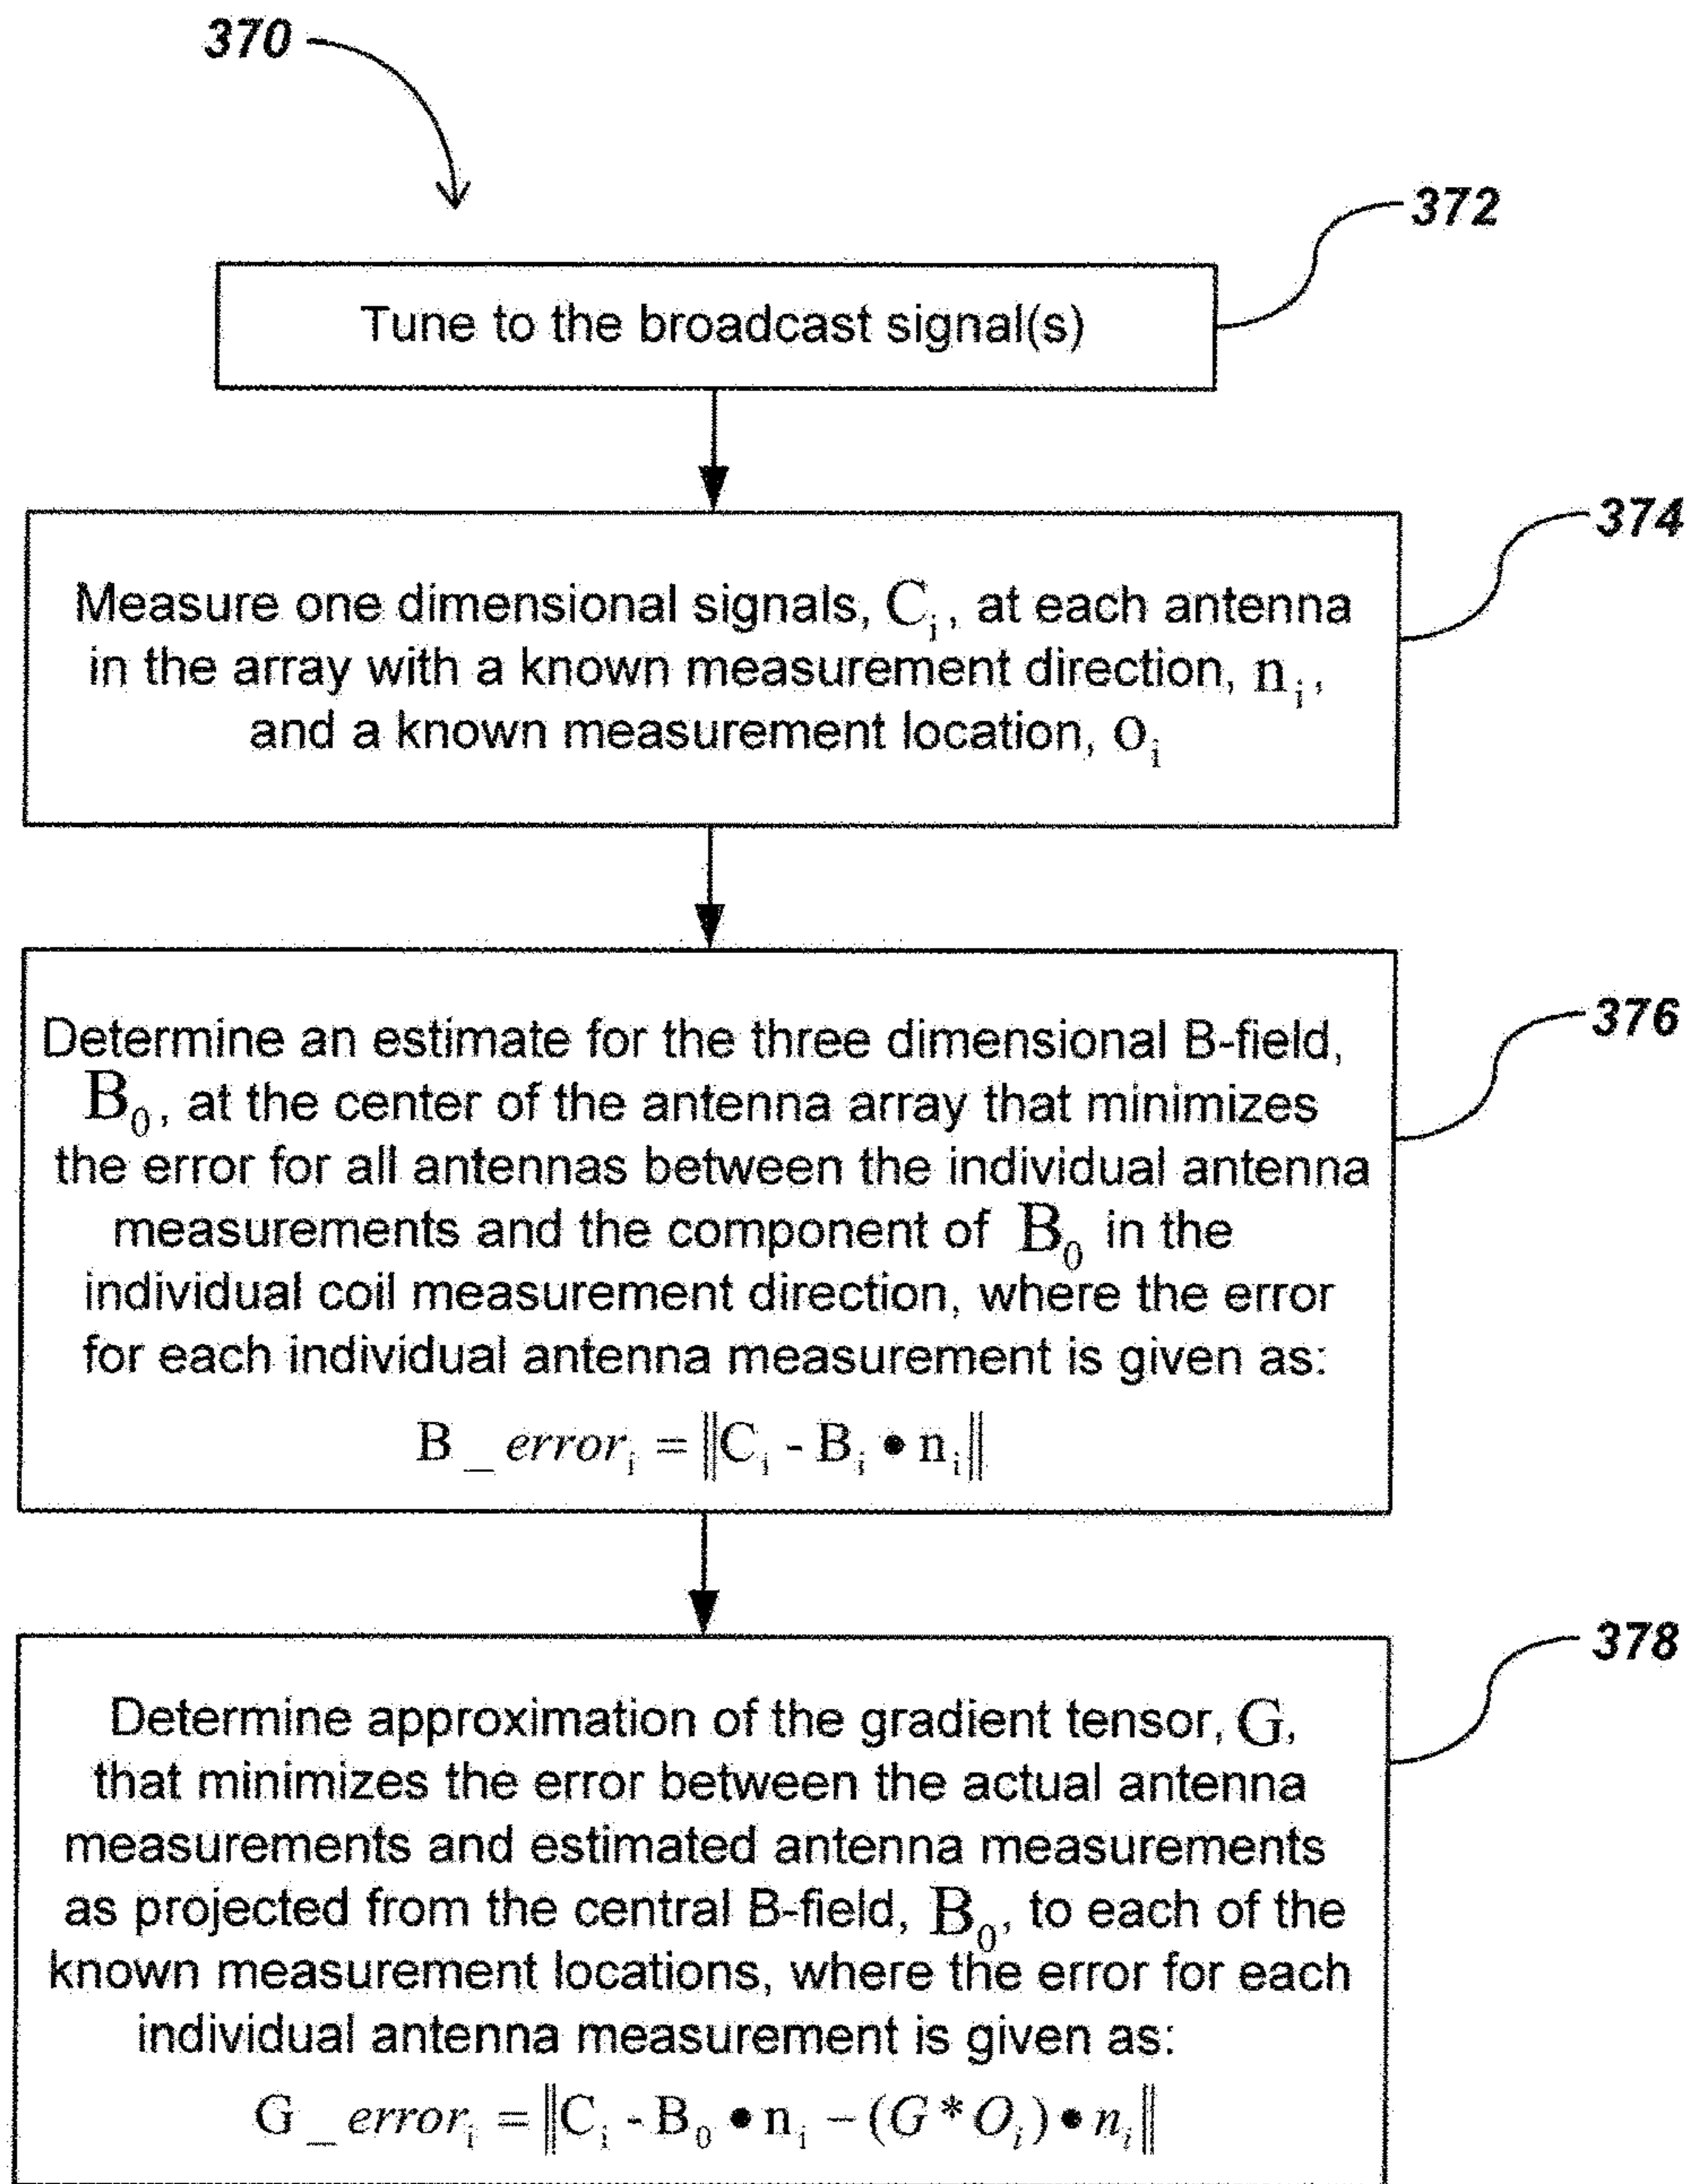 370
372
Tune to the broadcast signal(s)
374
Measure one dimensional signals, Cᵢ, at each antenna
in the array with a known measurement direction, nᵢ,
and a known measurement location, oᵢ
376
Determine an estimate for the three dimensional B-field,
B₀, at the center of the antenna array that minimizes
the error for all antennas between the individual antenna
measurements and the component of B₀ in the
individual coil measurement direction, where the error
for each individual antenna measurement is given as:
B_errorᵢ = ‖Cᵢ - Bᵢ • nᵢ‖
378
Determine approximation of the gradient tensor, G,
that minimizes the error between the actual antenna
measurements and estimated antenna measurements
as projected from the central B-field, B₀, to each of the
known measurement locations, where the error for each
individual antenna measurement is given as:
G_errorᵢ = ‖Cᵢ - B₀ • nᵢ – (G * Oᵢ) • nᵢ‖